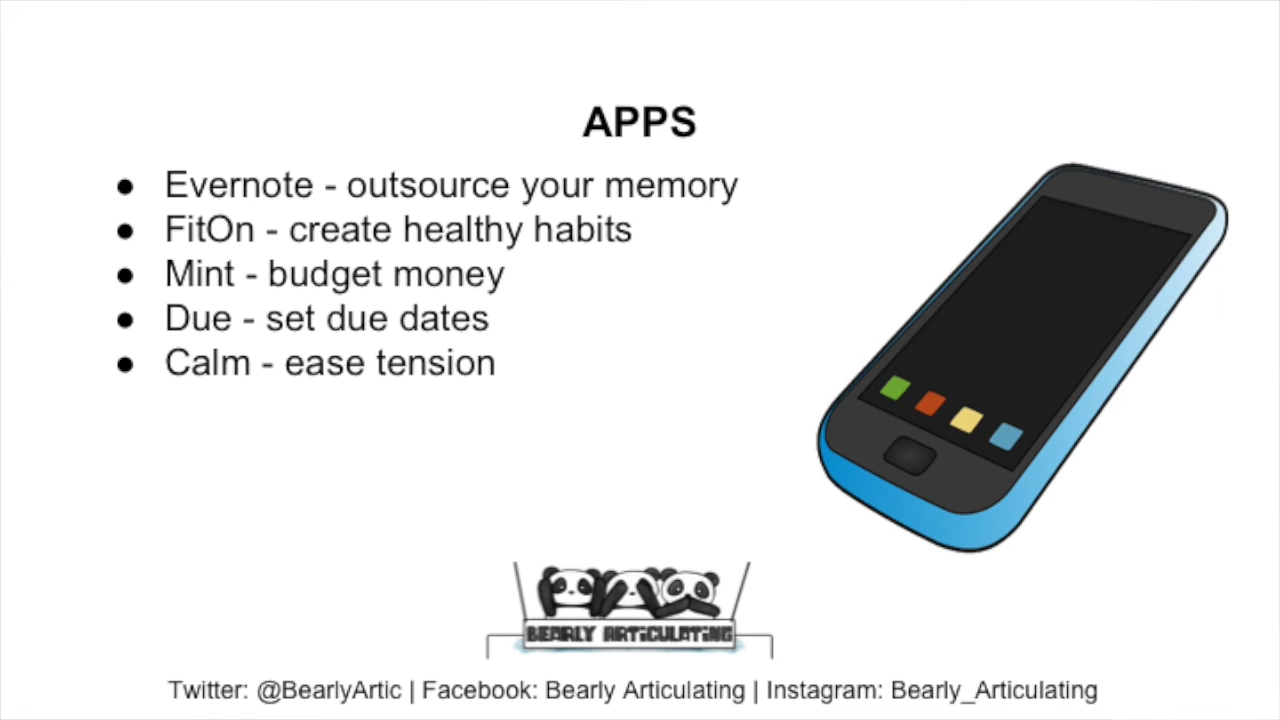 APPS
● Evernote - outsource your memory
● FitOn - create healthy habits
● Mint - budget money
● Due - set due dates
● Calm - ease tension
BEARLY ARTiCULATiNG
Twitter: @BearlyArtic | Facebook: Bearly Articulating | Instagram: Bearly_Articulating